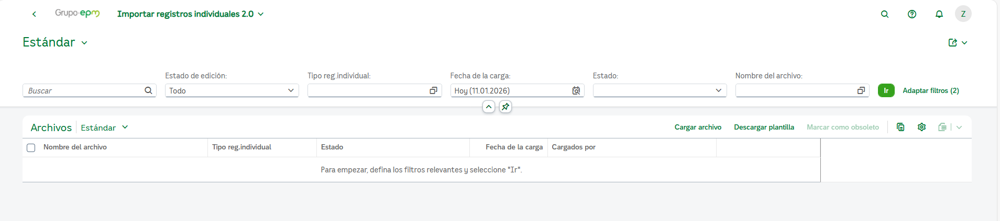 Grupo·epm
Importar registros individuales 2.0
Z
Estándar
Estado de edición:
Tipo reg.individual:
Fecha de la carga:
Estado:
Nombre del archivo:
Buscar
Todo
Hoy (11.01.2026)
Ir
Adaptar filtros (2)
Archivos
Estándar
Cargar archivo
Descargar plantilla
Marcar como obsoleto
Nombre del archivo
Tipo reg.individual
Estado
Fecha de la carga
Cargados por
Para empezar, defina los filtros relevantes y seleccione "Ir".